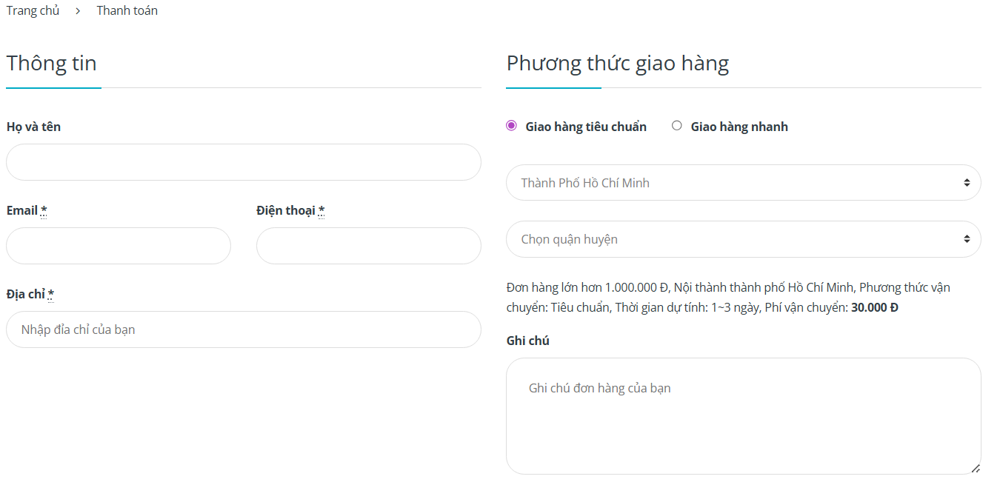 Trang chủ > Thanh toán
Thông tin
Họ và tên
Email *
Điện thoại *
Địa chỉ *
Nhập đỉa chỉ của bạn
Phương thức giao hàng
Giao hàng tiêu chuẩn
Giao hàng nhanh
Thành Phố Hồ Chí Minh
Chọn quận huyện
Đơn hàng lớn hơn 1.000.000 Đ, Nội thành thành phố Hồ Chí Minh, Phương thức vận
chuyển: Tiêu chuẩn, Thời gian dự tính: 1~3 ngày, Phí vận chuyển: 30.000 Đ
Ghi chú
Ghi chú đơn hàng của bạn